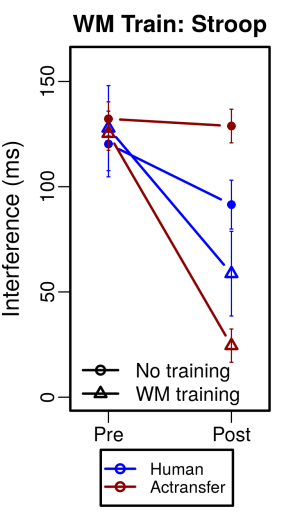 WM Train: Stroop
Interference (ms)
150
100
50
0
No training
WM training
Pre Post
Human
Actransfer